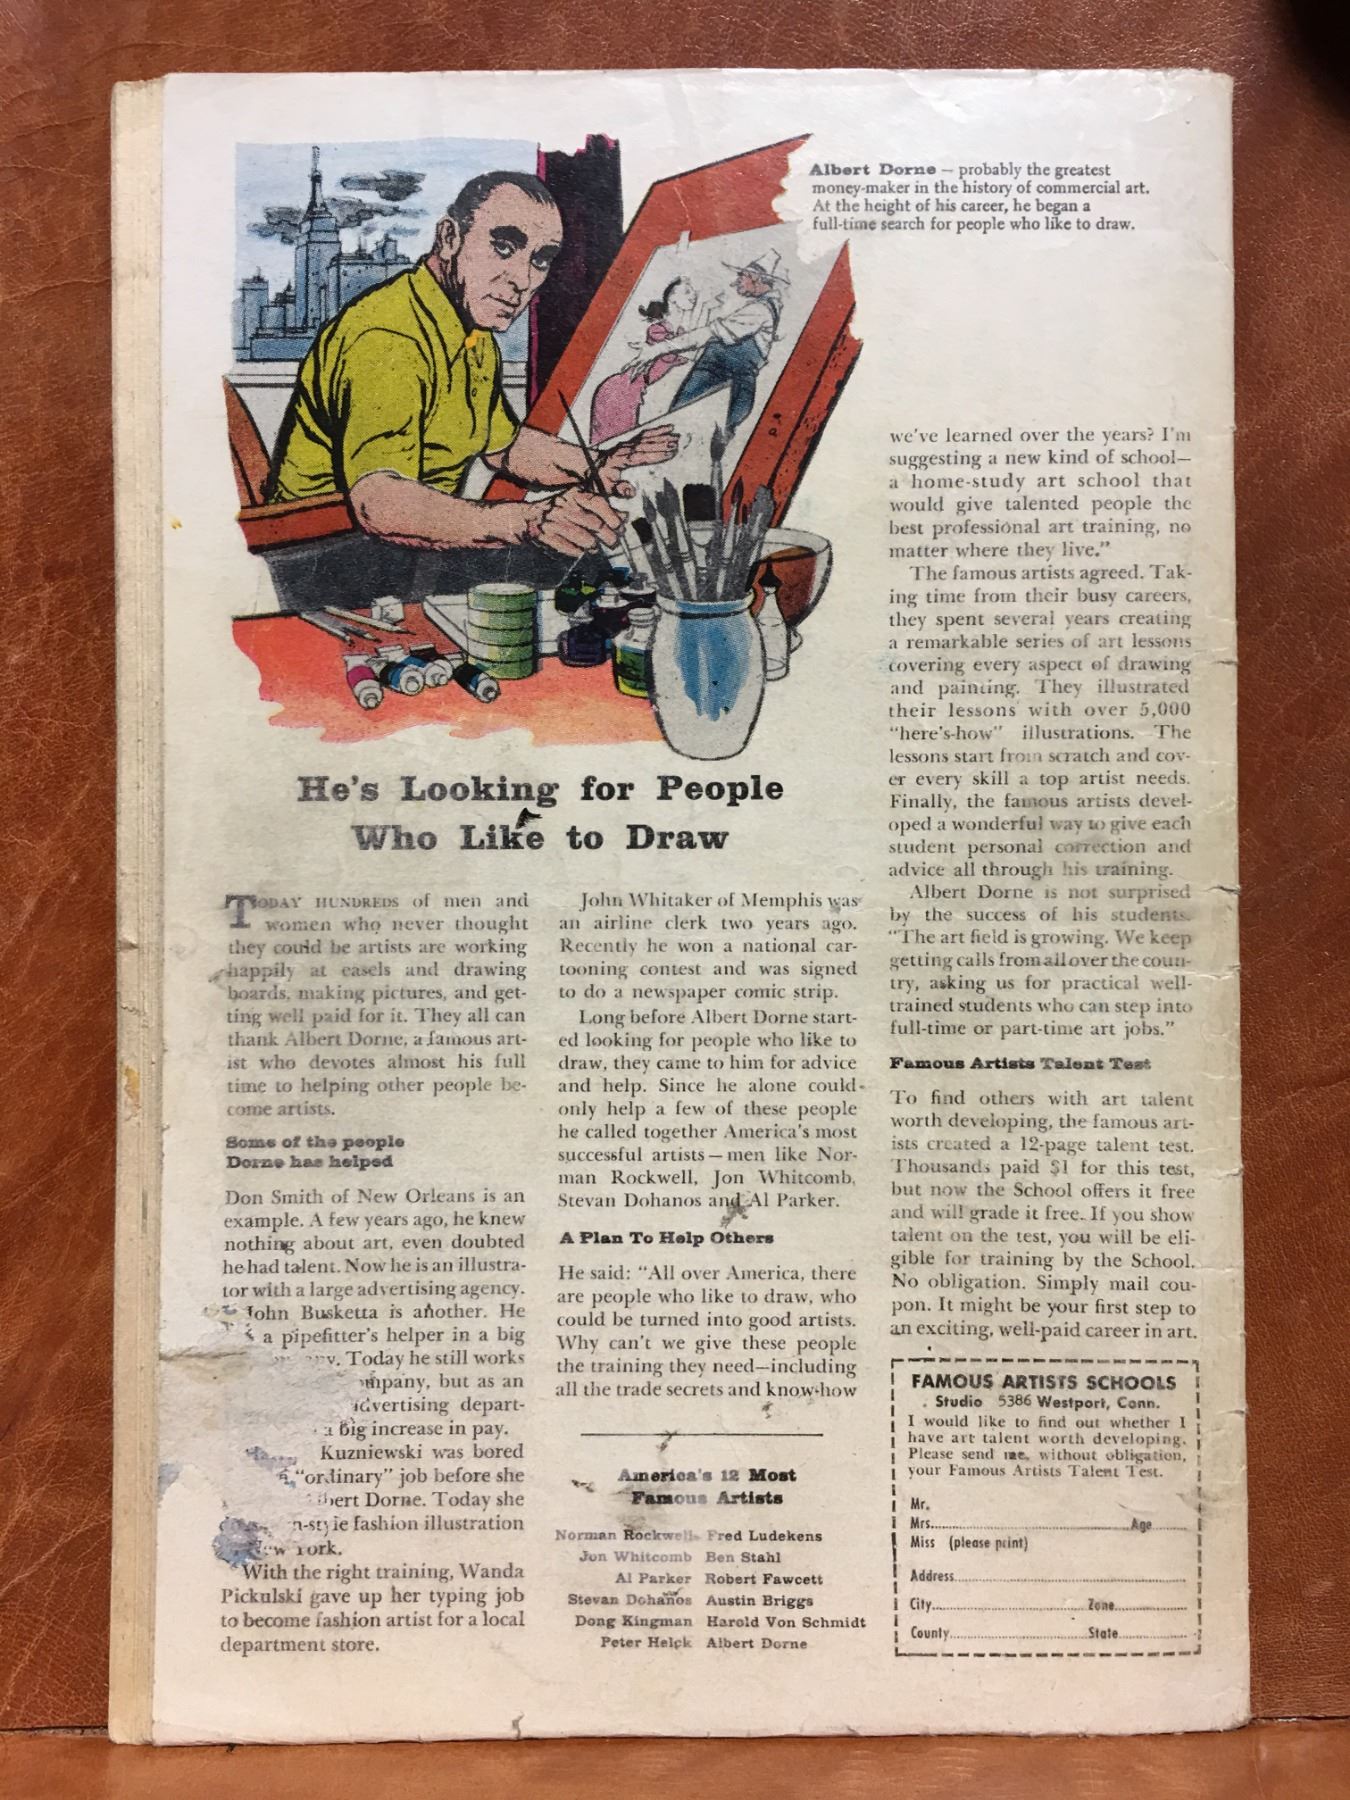 Albert Dorne — probably the greatest
money-maker in the history of commercial art.
At the height of his career, he began a
full-time search for people who like to draw.
He's Looking for People
Who Like to Draw
TODAY HUNDREDS of men and
women who never thought
they could be artists are working
happily at easels and drawing
boards, making pictures, and get-
ting well paid for it. They all can
thank Albert Dorne, a famous art-
ist who devotes almost his full
time to helping other people be-
come artists.
Some of the people
Dorne has helped
Don Smith of New Orleans is an
example. A few years ago, he knew
nothing about art, even doubted
he had talent. Now he is an illustra-
tor with a large advertising agency.
John Busketta is another. He
a pipefitter's helper in a big
Today he still works
but as an
depart-
a big increase in pay.
Kuzniewski was bored
"ordinary" job before she
Dorne. Today she
fashion illustration
York.
With the right training, Wanda
Pickulski gave up her typing job
to become fashion artist for a local
department store.
John Whitaker of Memphis was
an airline clerk two years ago.
Recently he won a national car-
tooning contest and was signed
to do a newspaper comic strip.
Long before Albert Dorne start-
ed looking for people who like to
draw, they came to him for advice
and help. Since he alone could
only help a few of these people
he called together America's most
successful artists — men like Nor-
man Rockwell, Jon Whitcomb,
Stevan Dohanos and Al Parker.
A Plan To Help Others
He said: "All over America, there
are people who like to draw, who
could be turned into good artists.
Why can't we give these people
the training they need—including
all the trade secrets and know-how
America's 12 Most
Famous Artists
Norman Rockwell Fred Ludekens
Jon Whitcomb Ben Stahl
Al Parker Robert Fawcett
Stevan Dohanos Austin Briggs
Dong Kingman Harold Von Schmidt
Peter Helck Albert Dorne
we've learned over the years? I'm
suggesting a new kind of school—
a home-study art school that
would give talented people the
best professional art training, no
matter where they live."
The famous artists agreed. Tak-
ing time from their busy careers,
they spent several years creating
a remarkable series of art lessons
covering every aspect of drawing
and painting. They illustrated
their lessons with over 5,000
"here's-how" illustrations. The
lessons start from scratch and cov-
er every skill a top artist needs.
Finally, the famous artists devel-
oped a wonderful way to give each
student personal correction and
advice all through his training.
Albert Dorne is not surprised
by the success of his students.
"The art field is growing. We keep
getting calls from all over the coun-
try, asking us for practical well-
trained students who can step into
full-time or part-time art jobs."
Famous Artists Talent Test
To find others with art talent
worth developing, the famous art-
ists created a 12-page talent test.
Thousands paid $1 for this test,
but now the School offers it free
and will grade it free. If you show
talent on the test, you will be eli-
gible for training by the School.
No obligation. Simply mail cou-
pon. It might be your first step to
an exciting, well-paid career in art.
FAMOUS ARTISTS SCHOOLS
Studio 5386 Westport, Conn.
I would like to find out whether I
have art talent worth developing.
Please send me, without obligation,
your Famous Artists Talent Test.
Mr.
Mrs. Age
Miss (please print)
Address
City Zone
County State